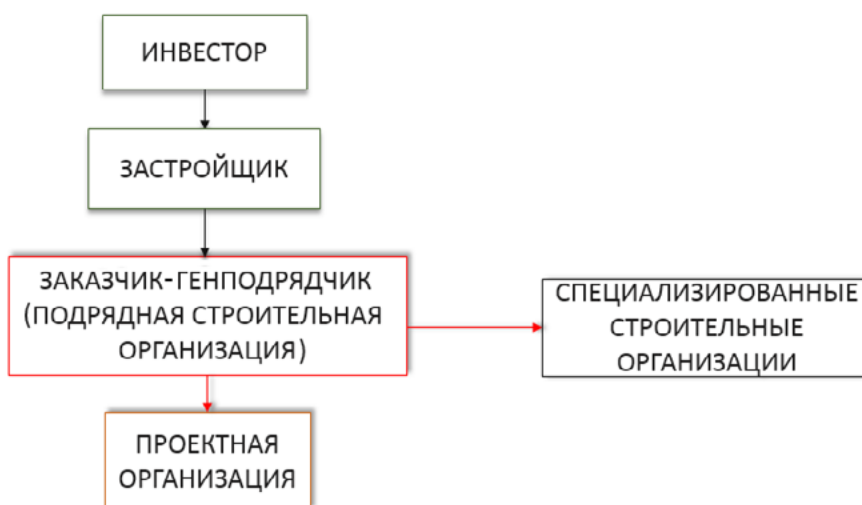 ИНВЕСТОР
ЗАСТРОЙЩИК
ЗАКАЗЧИК-ГЕНПОДРЯДЧИК
(ПОДРЯДНАЯ СТРОИТЕЛЬНАЯ
ОРГАНИЗАЦИЯ)
СПЕЦИАЛИЗИРОВАННЫЕ
СТРОИТЕЛЬНЫЕ
ОРГАНИЗАЦИИ
ПРОЕКТНАЯ
ОРГАНИЗАЦИЯ